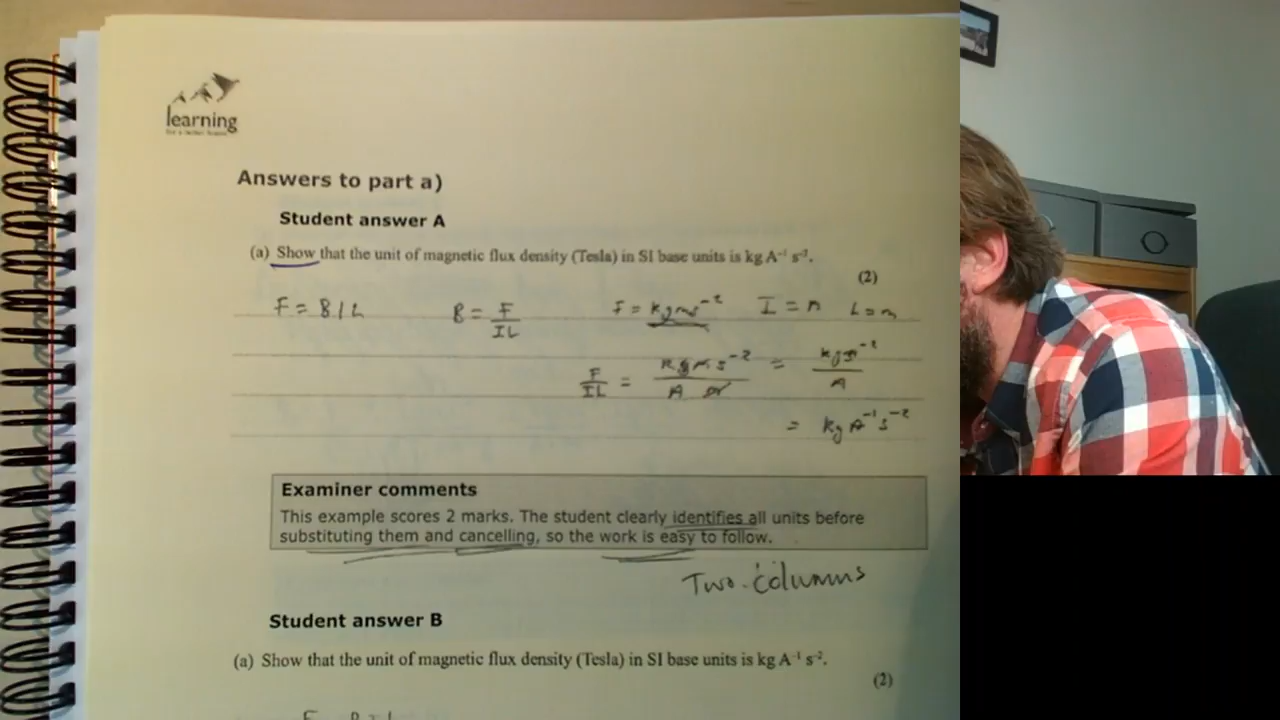 learning
Answers to part a)
Student answer A
(a) Show that the unit of magnetic flux density (Tesla) in SI base units is kg A⁻¹ s⁻².
(2)
F = BIL B = F/IL F = kgms⁻² I = A L = m
F/IL = kgms⁻²/A m = kgs⁻²/A
= kg A⁻¹s⁻²
Examiner comments
This example scores 2 marks. The student clearly identifies all units before
substituting them and cancelling, so the work is easy to follow.
Two columns
Student answer B
(a) Show that the unit of magnetic flux density (Tesla) in SI base units is kg A⁻¹ s⁻².
(2)